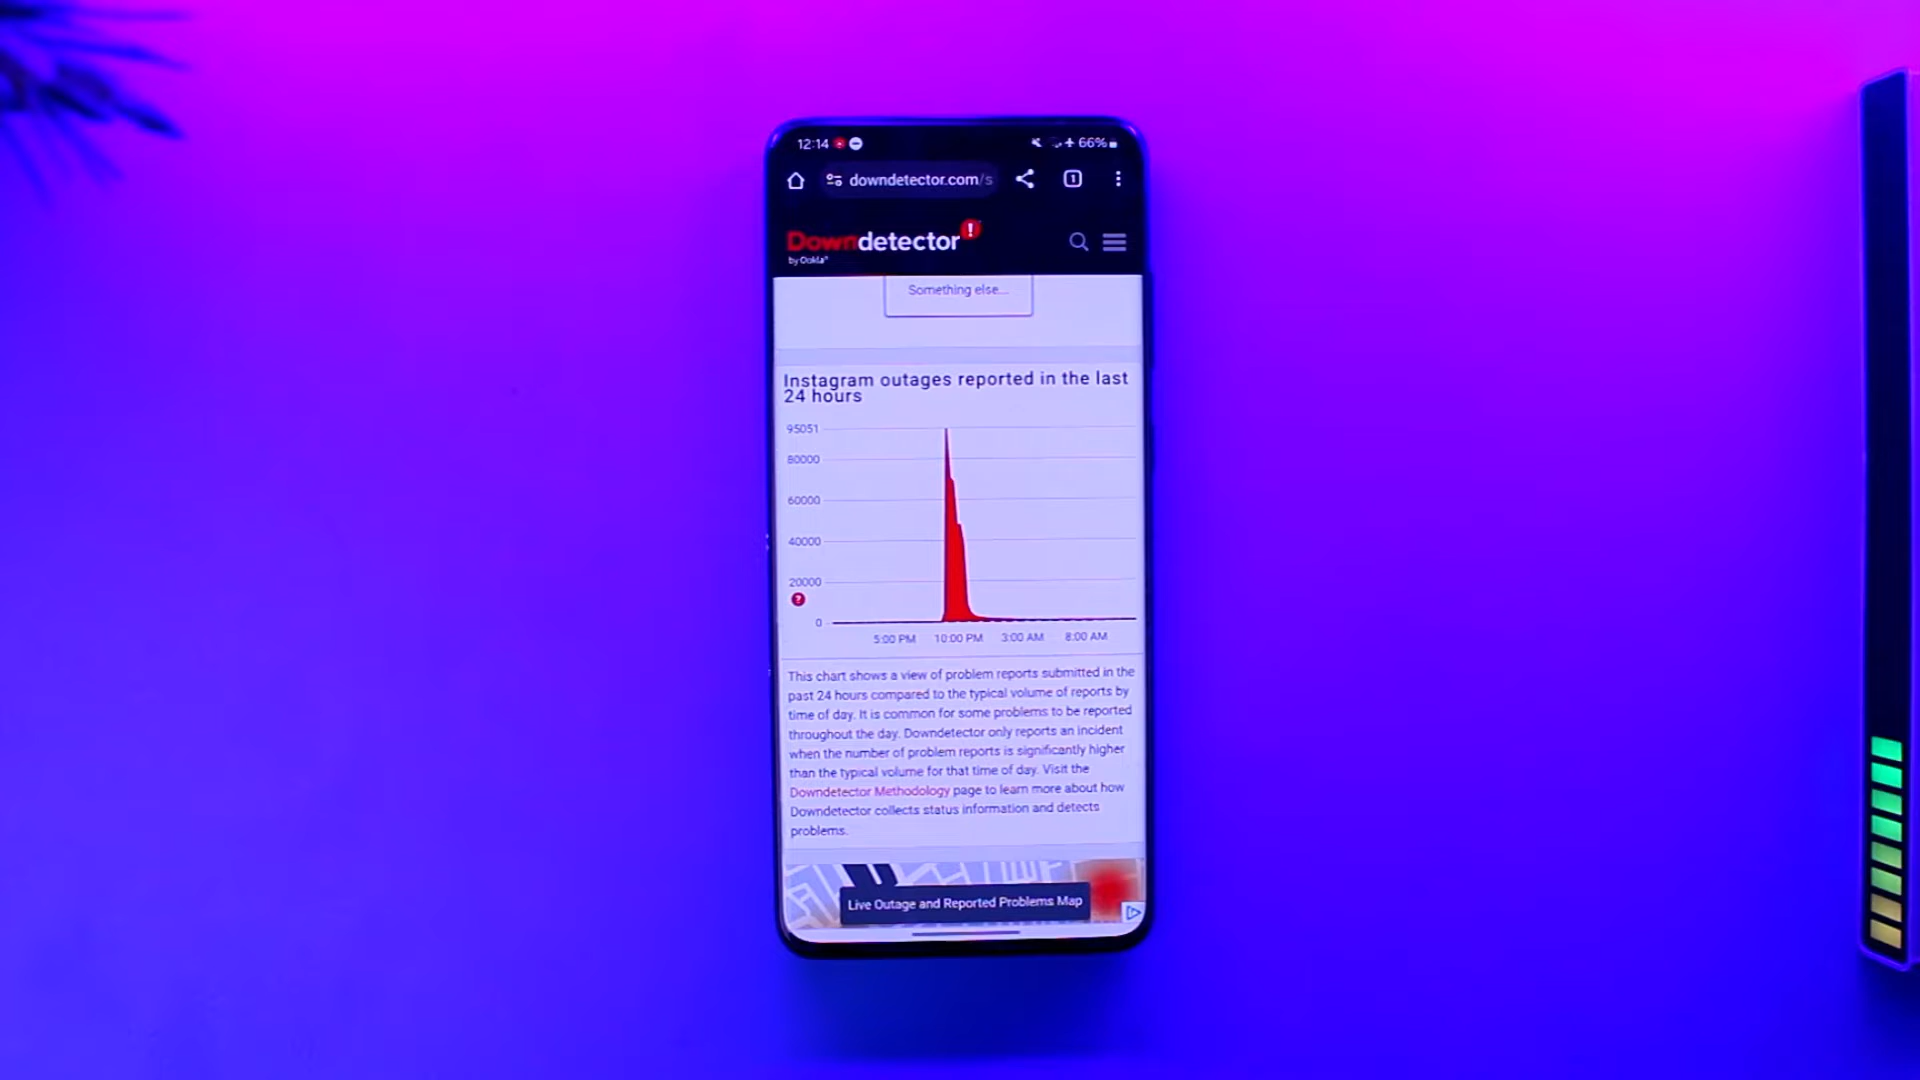 12:14
66%
downdetector.com/s
1
Downdetector
!
by Ookla®
Something else...
Instagram outages reported in the last
24 hours
95051
80000
60000
40000
20000
?
0
5:00 PM 10:00 PM 3:00 AM 8:00 AM
This chart shows a view of problem reports submitted in the
past 24 hours compared to the typical volume of reports by
time of day. It is common for some problems to be reported
throughout the day. Downdetector only reports an incident
when the number of problem reports is significantly higher
than the typical volume for that time of day. Visit the
Downdetector Methodology page to learn more about how
Downdetector collects status information and detects
problems.
Live Outage and Reported Problems Map